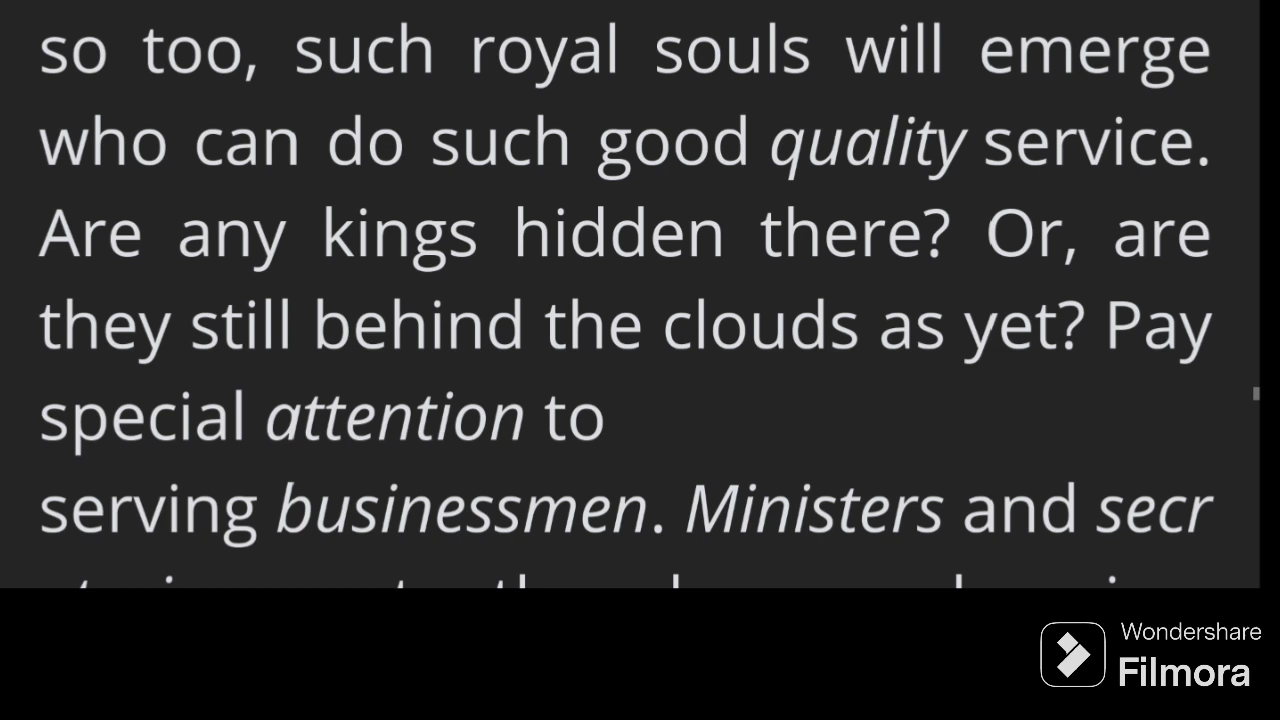 so too, such royal souls will emerge
who can do such good quality service.
Are any kings hidden there? Or, are
they still behind the clouds as yet? Pay
special attention to
serving businessmen. Ministers and secr
Wondershare
Filmora